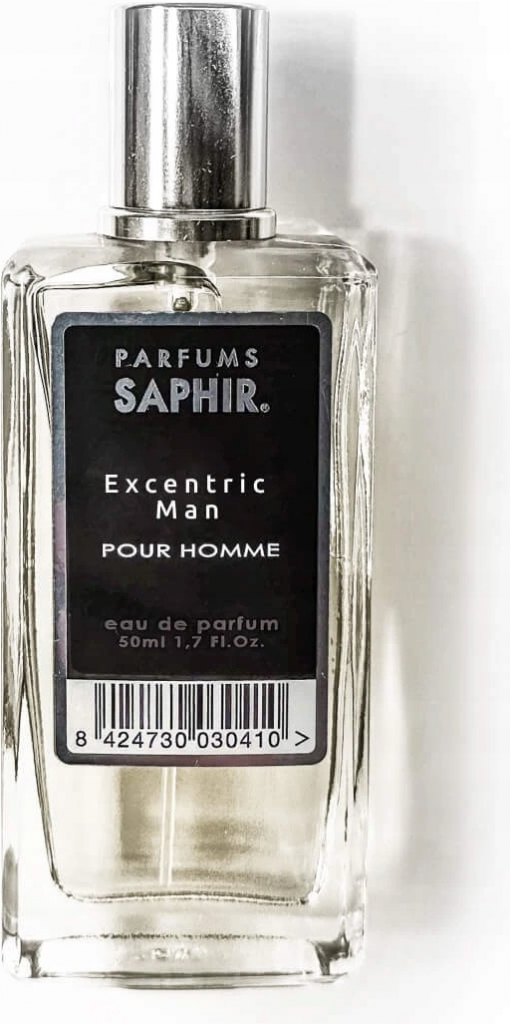 PARFUMS
SAPHIR®
Excentric
Man
POUR HOMME
eau de parfum
50ml 1,7 Fl.Oz.
8 424730 030410 >